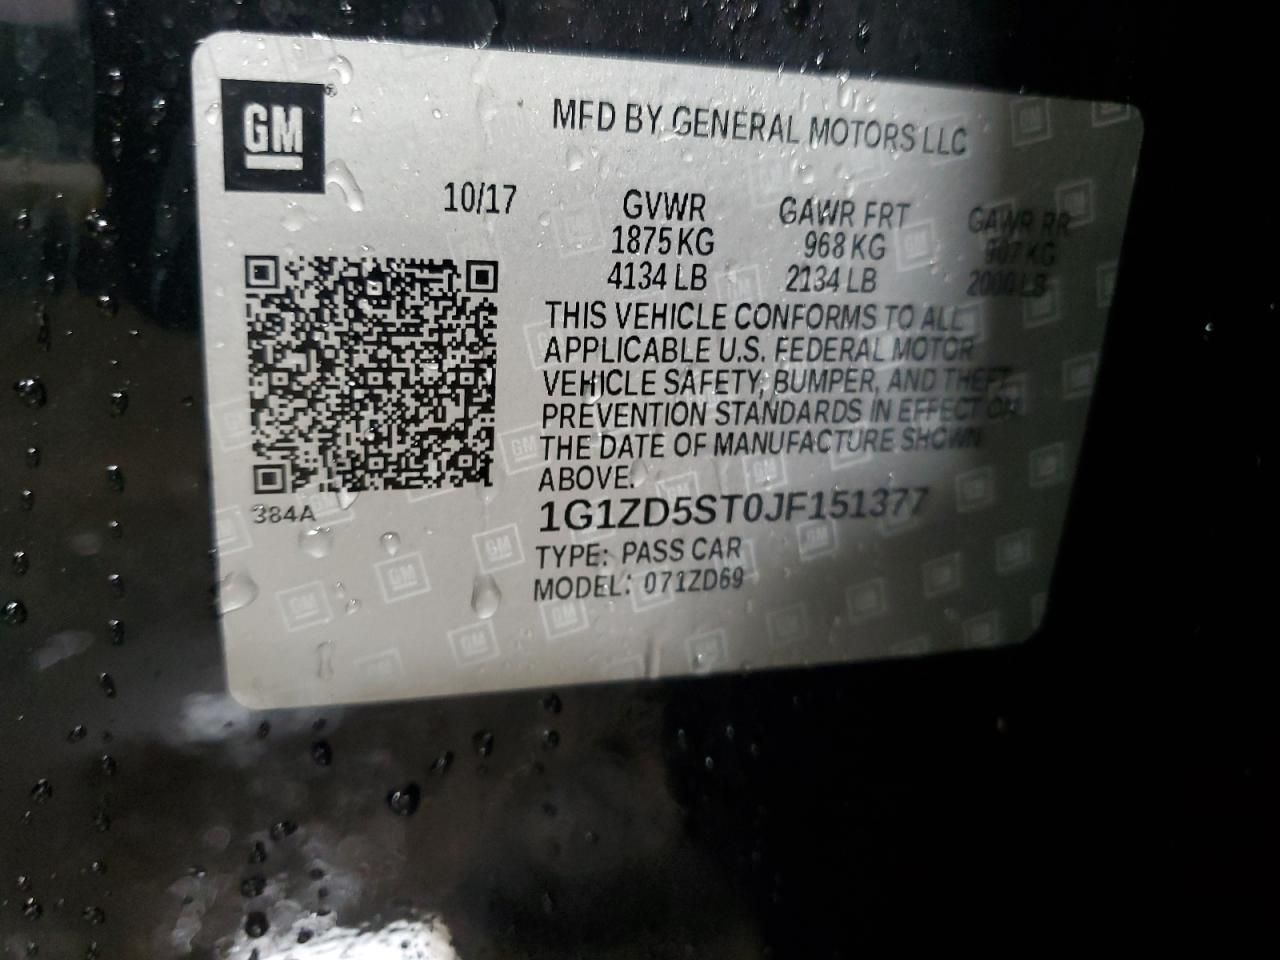 GM
MFD BY GENERAL MOTORS LLC
10/17 GVWR GAWR FRT GAWR RR
1875 KG 968 KG 907 KG
4134 LB 2134 LB 2000 LB
THIS VEHICLE CONFORMS TO ALL
APPLICABLE U.S. FEDERAL MOTOR
VEHICLE SAFETY, BUMPER, AND THEFT
PREVENTION STANDARDS IN EFFECT ON
THE DATE OF MANUFACTURE SHOWN
ABOVE.
384A
1G1ZD5ST0JF151377
TYPE: PASS CAR
MODEL: 071ZD69